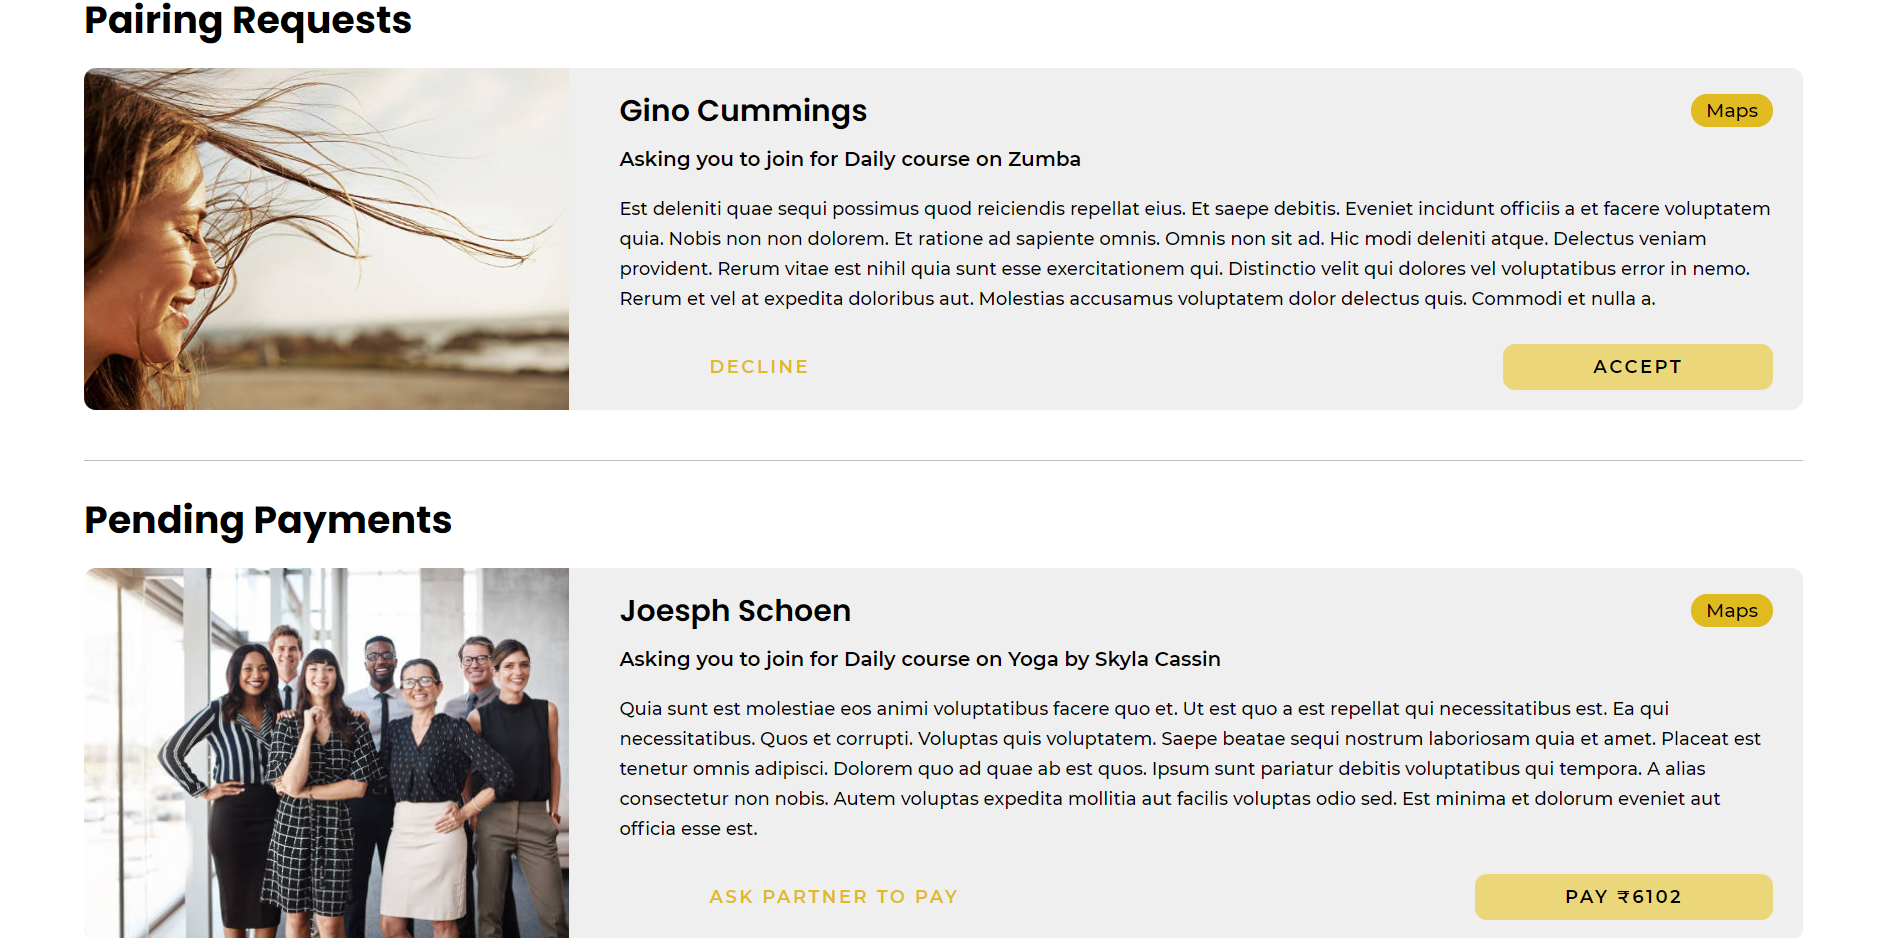 Pairing Requests
Gino Cummings
Maps
Asking you to join for Daily course on Zumba
Est deleniti quae sequi possimus quod reiciendis repellat eius. Et saepe debitis. Eveniet incidunt officiis a et facere voluptatem
quia. Nobis non non dolorem. Et ratione ad sapiente omnis. Omnis non sit ad. Hic modi deleniti atque. Delectus veniam
provident. Rerum vitae est nihil quia sunt esse exercitationem qui. Distinctio velit qui dolores vel voluptatibus error in nemo.
Rerum et vel at expedita doloribus aut. Molestias accusamus voluptatem dolor delectus quis. Commodi et nulla a.
DECLINE
ACCEPT
Pending Payments
Joesph Schoen
Maps
Asking you to join for Daily course on Yoga by Skyla Cassin
Quia sunt est molestiae eos animi voluptatibus facere quo et. Ut est quo a est repellat qui necessitatibus est. Ea qui
necessitatibus. Quos et corrupti. Voluptas quis voluptatem. Saepe beatae sequi nostrum laboriosam quia et amet. Placeat est
tenetur omnis adipisci. Dolorem quo ad quae ab est quos. Ipsum sunt pariatur debitis voluptatibus qui tempora. A alias
consectetur non nobis. Autem voluptas expedita mollitia aut facilis voluptas odio sed. Est minima et dolorum eveniet aut
officia esse est.
ASK PARTNER TO PAY
PAY ₹6102